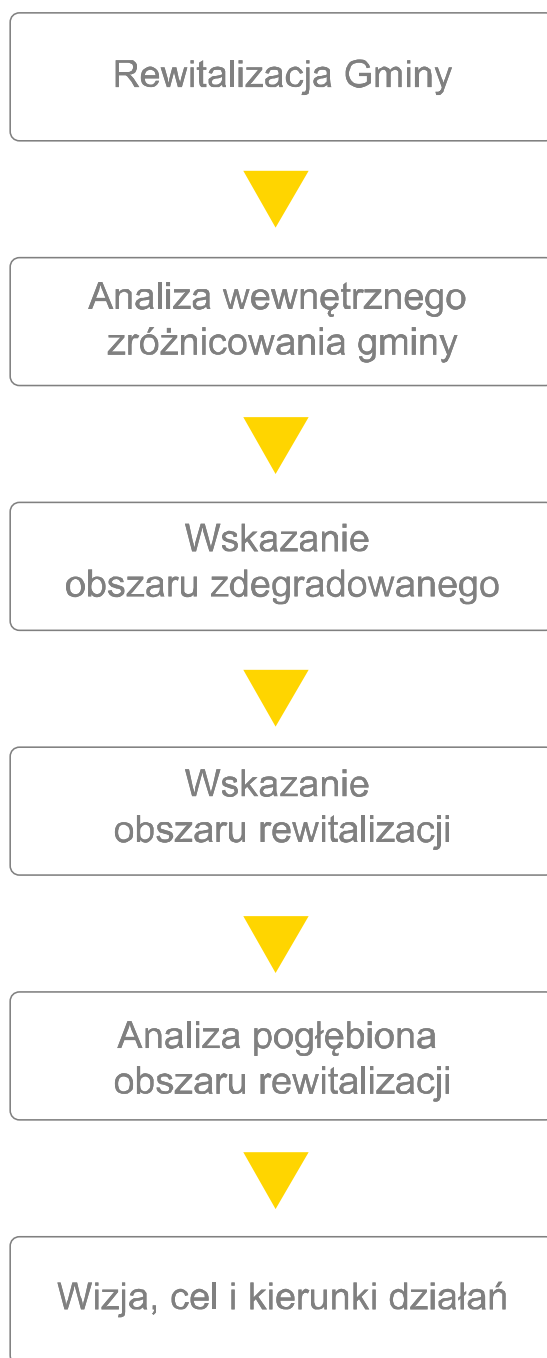 Rewitalizacja Gminy
Analiza wewnętrznego
zróżnicowania gminy
Wskazanie
obszaru zdegradowanego
Wskazanie
obszaru rewitalizacji
Analiza pogłębiona
obszaru rewitalizacji
Wizja, cel i kierunki działań